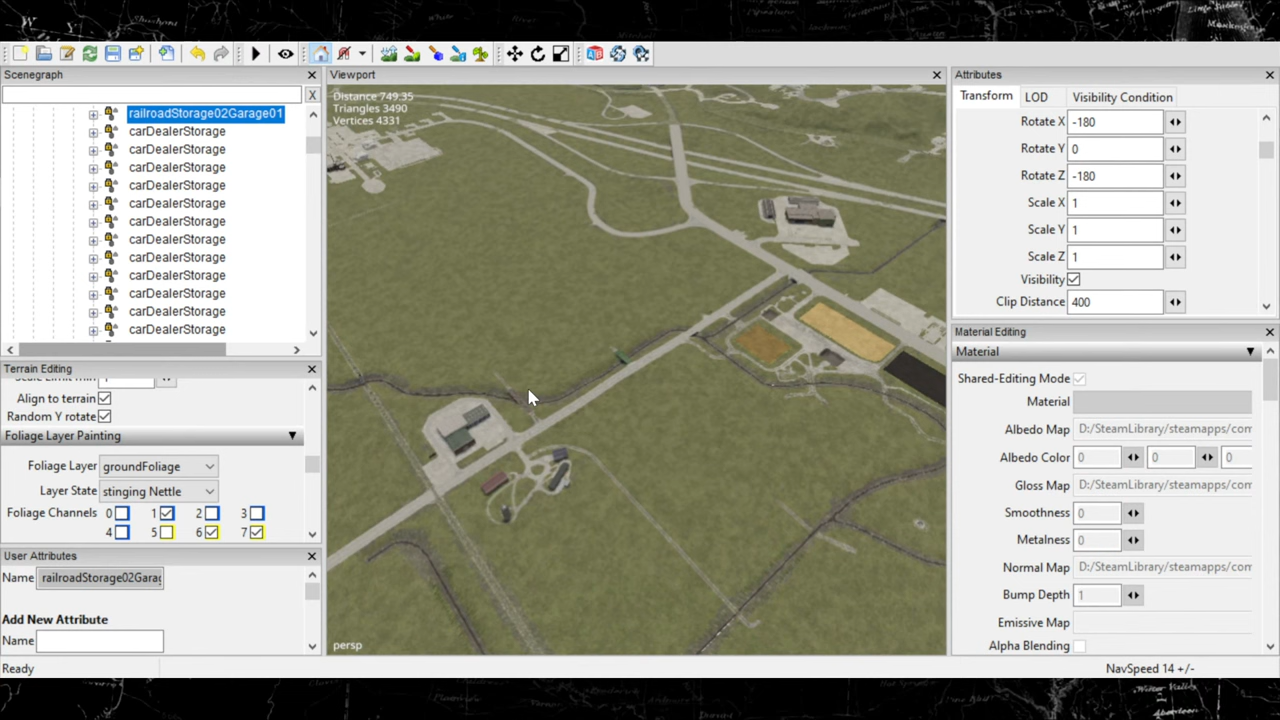 Scenegraph
X
railroadStorage02Garage01
carDealerStorage
carDealerStorage
carDealerStorage
carDealerStorage
carDealerStorage
carDealerStorage
carDealerStorage
carDealerStorage
carDealerStorage
carDealerStorage
carDealerStorage
carDealerStorage
Terrain Editing
Align to terrain
Random Y rotate
Foliage Layer Painting
Foliage Layer groundFoliage
Layer State stinging Nettle
Foliage Channels 0 1 2 3
4 5 6 7
User Attributes
Name railroadStorage02Garag
Add New Attribute
Name
Ready
Viewport
Distance 749.35
Triangles 3490
Vertices 4331
persp
Attributes
Transform LOD Visibility Condition
Rotate X -180
Rotate Y 0
Rotate Z -180
Scale X 1
Scale Y 1
Scale Z 1
Visibility
Clip Distance 400
Material Editing
Material
Shared-Editing Mode
Material
Albedo Map D:/SteamLibrary/steamapps/com
Albedo Color 0 0 0
Gloss Map D:/SteamLibrary/steamapps/com
Smoothness 0
Metalness 0
Normal Map D:/SteamLibrary/steamapps/com
Bump Depth 1
Emissive Map
Alpha Blending
NavSpeed 14 +/-